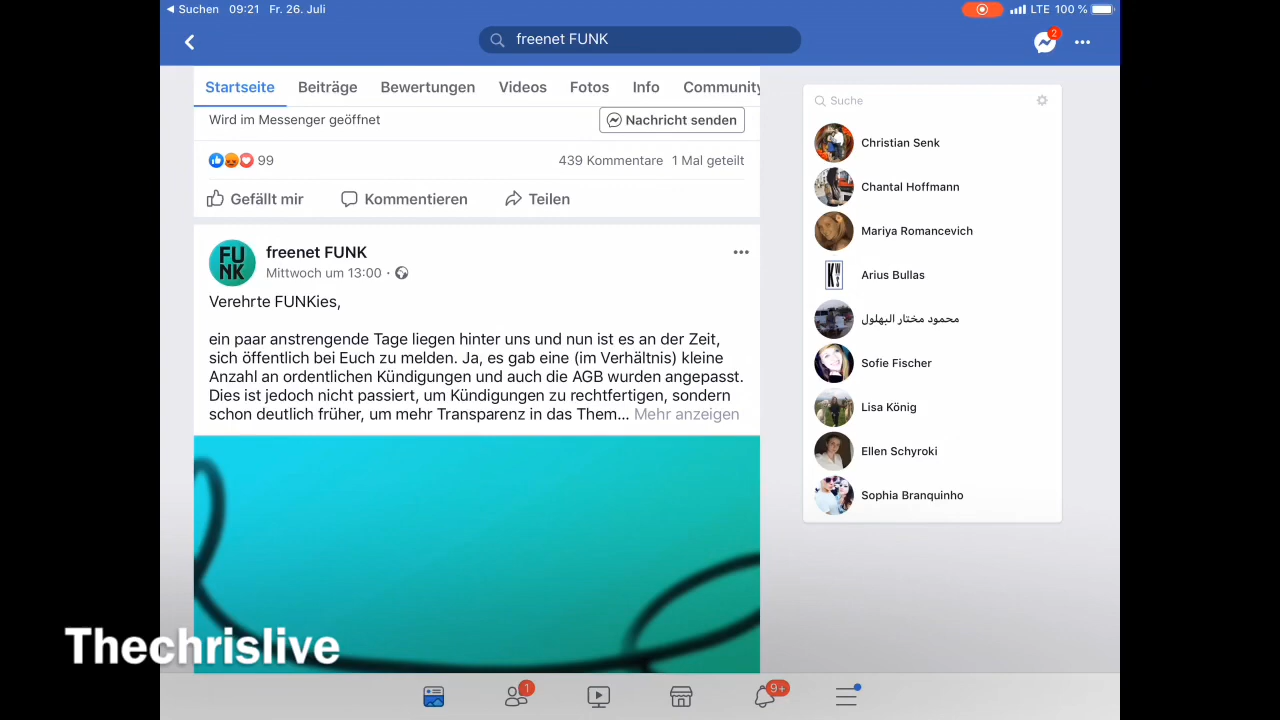 Suchen 09:21 Fr. 26. Juli LTE 100 %
freenet FUNK
2
Startseite Beiträge Bewertungen Videos Fotos Info Community
Wird im Messenger geöffnet Nachricht senden
99 439 Kommentare 1 Mal geteilt
Gefällt mir Kommentieren Teilen
FU
NK
freenet FUNK
Mittwoch um 13:00 ·
Verehrte FUNKies,
ein paar anstrengende Tage liegen hinter uns und nun ist es an der Zeit,
sich öffentlich bei Euch zu melden. Ja, es gab eine (im Verhältnis) kleine
Anzahl an ordentlichen Kündigungen und auch die AGB wurden angepasst.
Dies ist jedoch nicht passiert, um Kündigungen zu rechtfertigen, sondern
schon deutlich früher, um mehr Transparenz in das Them... Mehr anzeigen
Suche
Christian Senk
Chantal Hoffmann
Mariya Romancevich
KWS
Arius Bullas
محمود مختار البهلول
Sofie Fischer
Lisa König
Ellen Schyroki
Sophia Branquinho
Thechrislive
1 9+